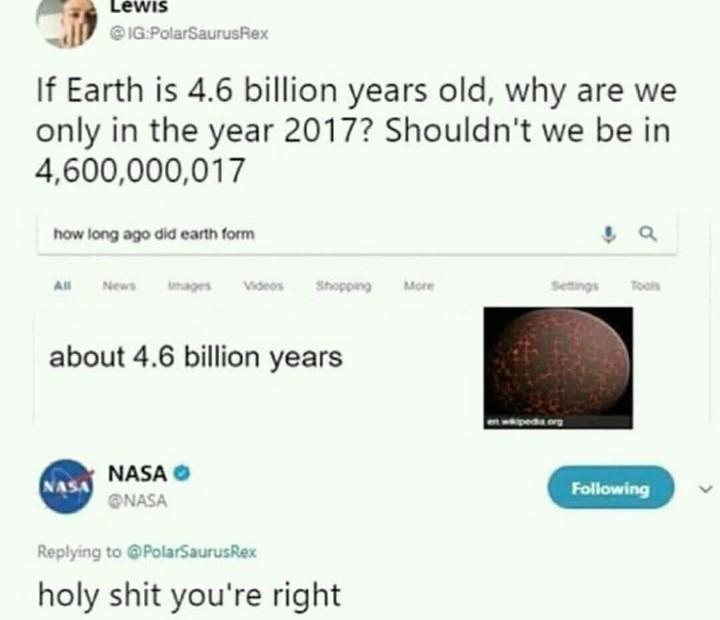 Lewis
@IG:PolarSaurusRex
If Earth is 4.6 billion years old, why are we
only in the year 2017? Shouldn't we be in
4,600,000,017
how long ago did earth form
All News Images Videos Shopping More Settings Tools
about 4.6 billion years
en.wikipedia.org
NASA
NASA
@NASA
Following
Replying to @PolarSaurusRex
holy shit you're right